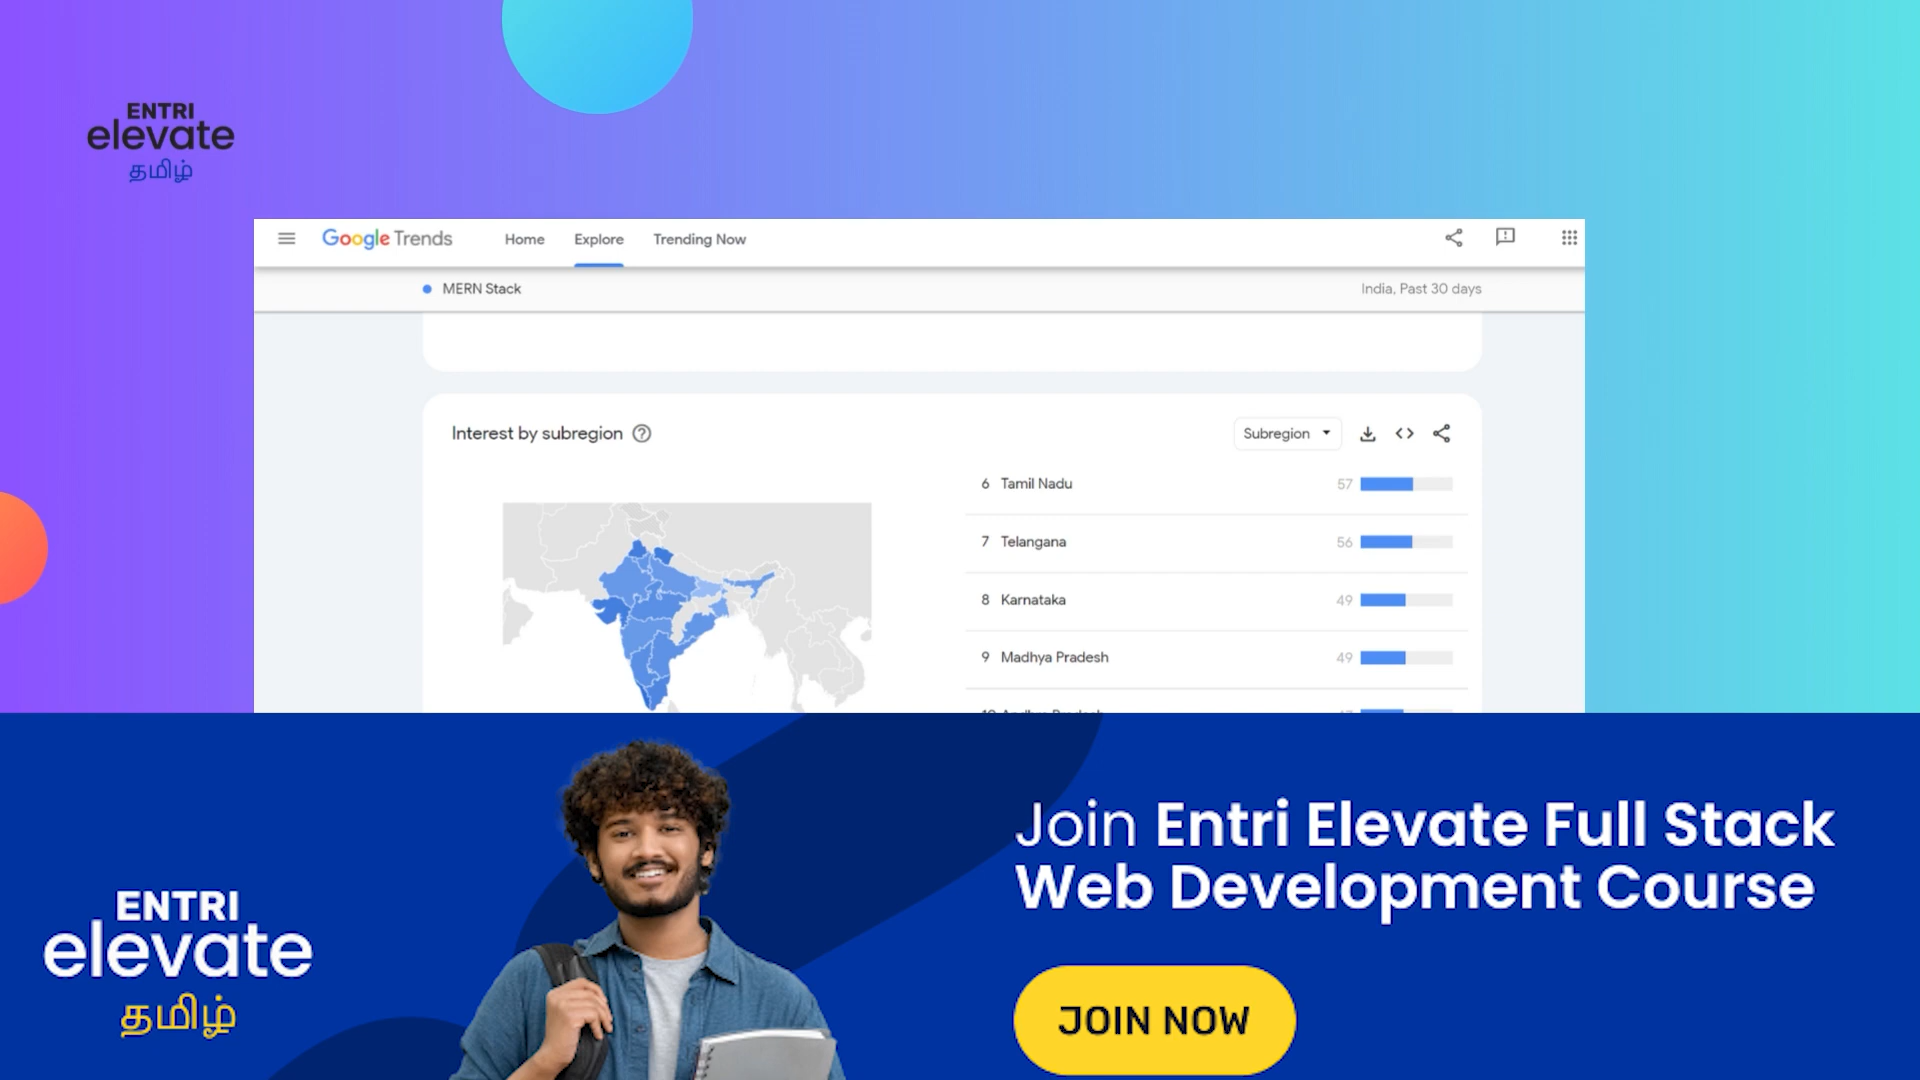 ENTRI
elevate
தமிழ்
Google Trends
Home
Explore
Trending Now
MERN Stack
India, Past 30 days
Interest by subregion
Subregion
6 Tamil Nadu 57
7 Telangana 56
8 Karnataka 49
9 Madhya Pradesh 49
Join Entri Elevate Full Stack
Web Development Course
ENTRI
elevate
தமிழ்
JOIN NOW